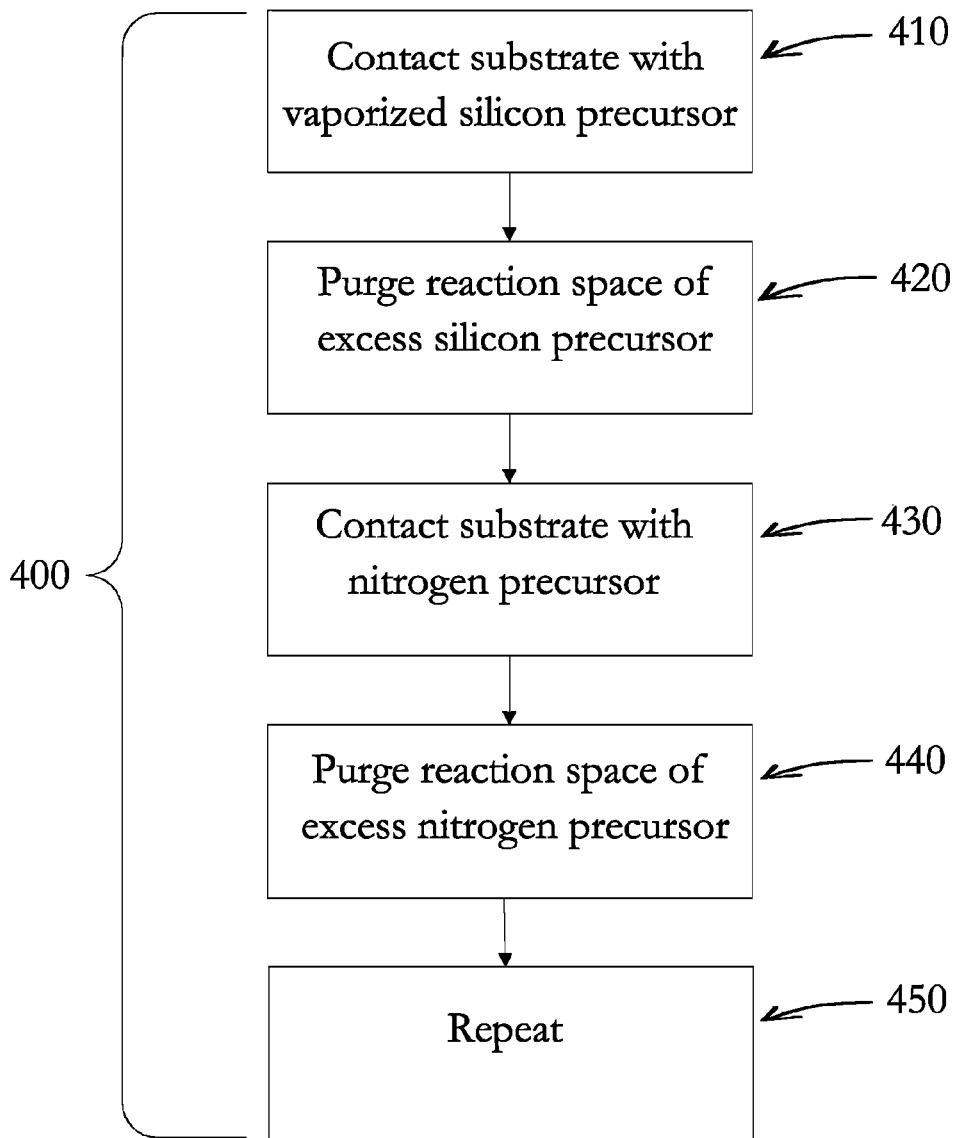 Contact substrate with
vaporized silicon precursor
410
Purge reaction space of
excess silicon precursor
420
Contact substrate with
nitrogen precursor
430
400
Purge reaction space of
excess nitrogen precursor
440
Repeat
450